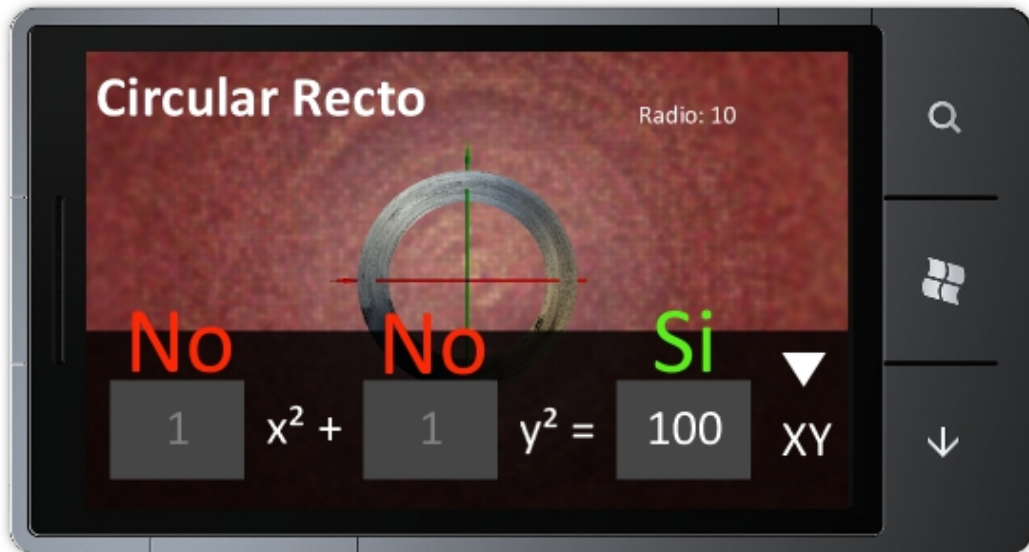 Circular Recto
Radio: 10
No No Si
1 x² + 1 y² = 100 XY